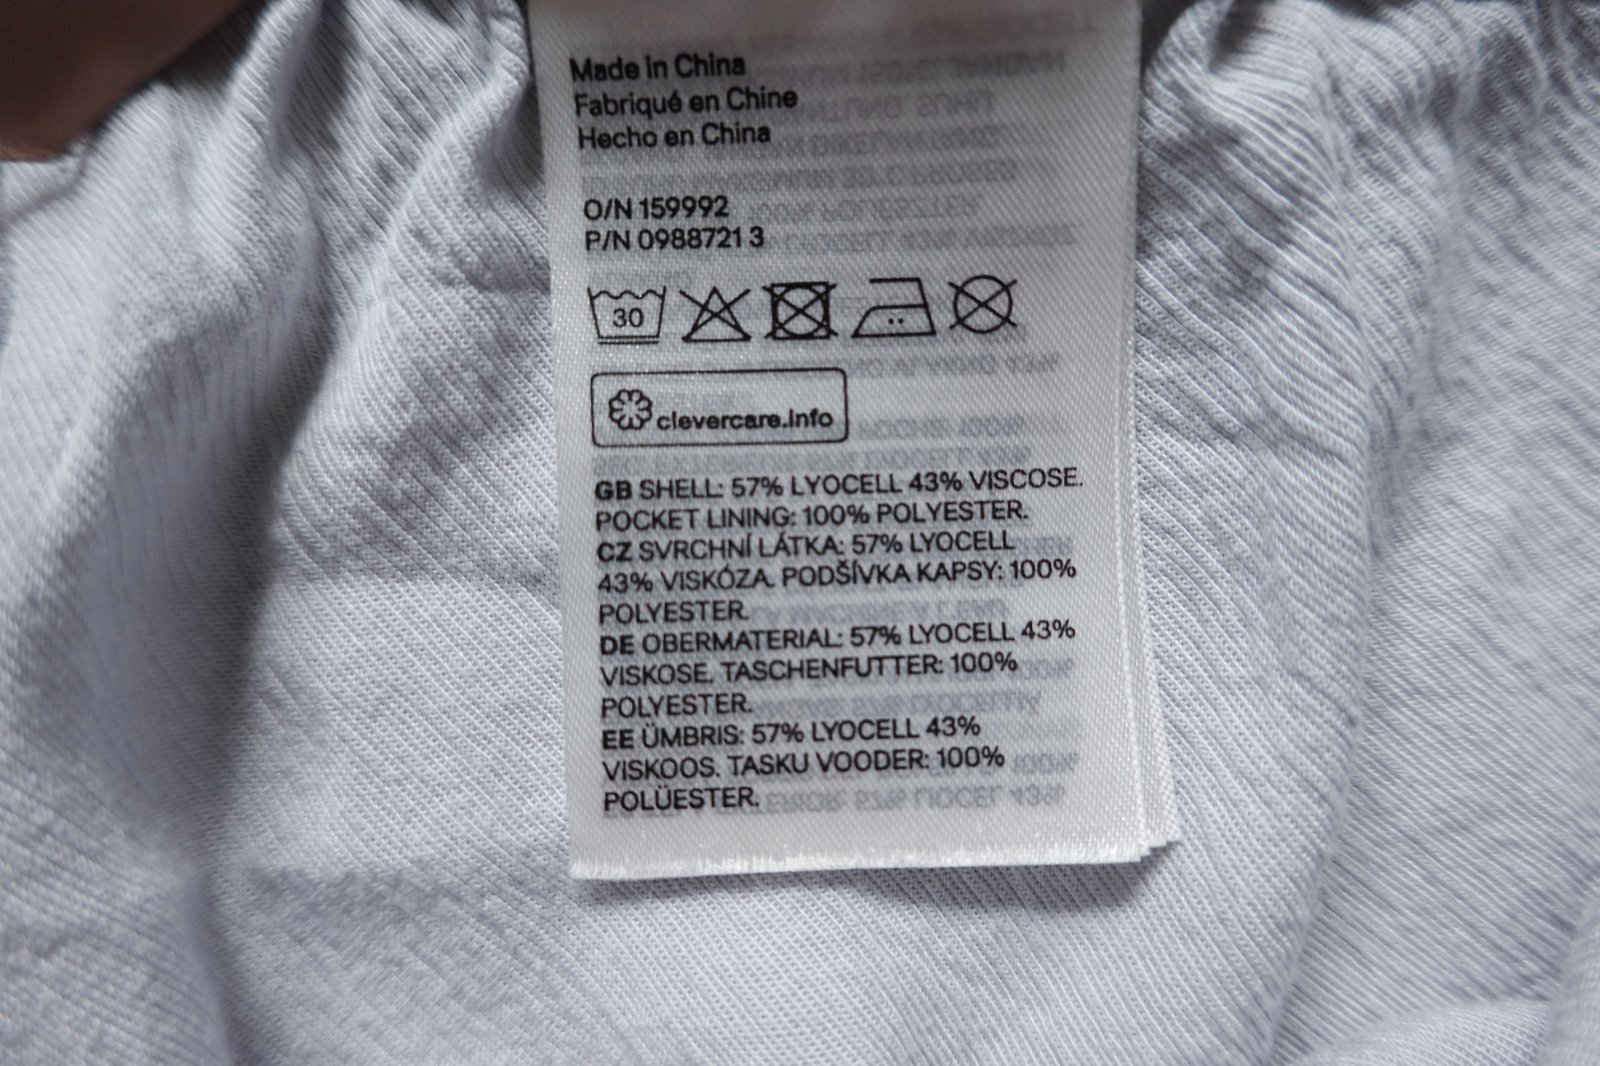 Made in China
Fabriqué en Chine
Hecho en China
O/N 159992
P/N 0988721 3
30
clevercare.info
GB SHELL: 57% LYOCELL 43% VISCOSE.
POCKET LINING: 100% POLYESTER.
CZ SVRCHNÍ LÁTKA: 57% LYOCELL
43% VISKÓZA. PODŠÍVKA KAPSY: 100%
POLYESTER.
DE OBERMATERIAL: 57% LYOCELL 43%
VISKOSE. TASCHENFUTTER: 100%
POLYESTER.
EE ÜMBRIS: 57% LYOCELL 43%
VISKOOS. TASKU VOODER: 100%
POLÜESTER.